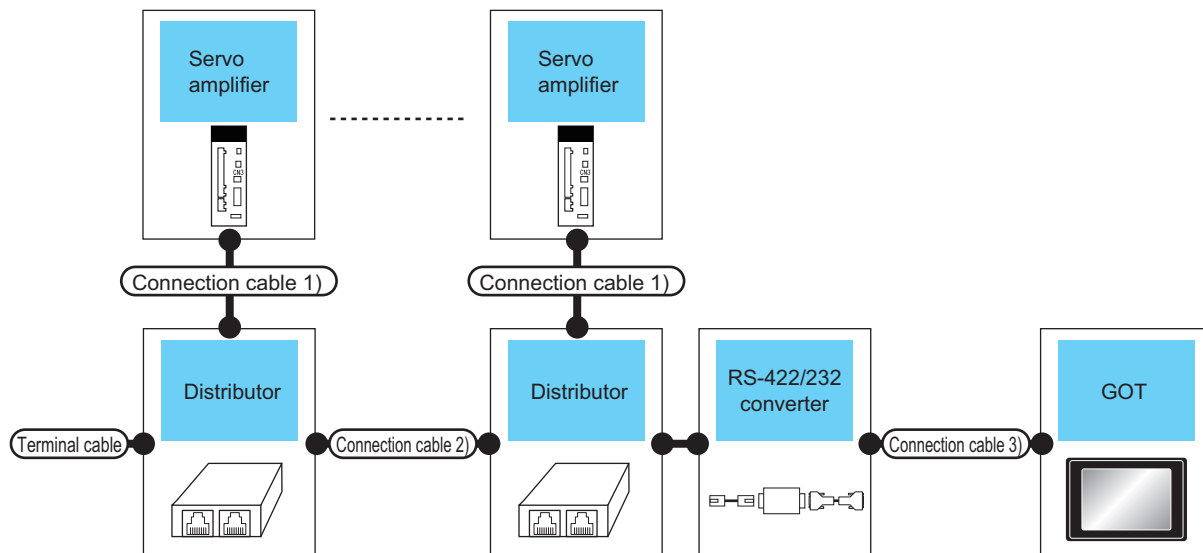 Servo
amplifier
Servo
amplifier
CN3
CN3
Connection cable 1)
Connection cable 1)
Distributor
Distributor
RS-422/232
converter
GOT
Terminal cable
Connection cable 2)
Connection cable 3)